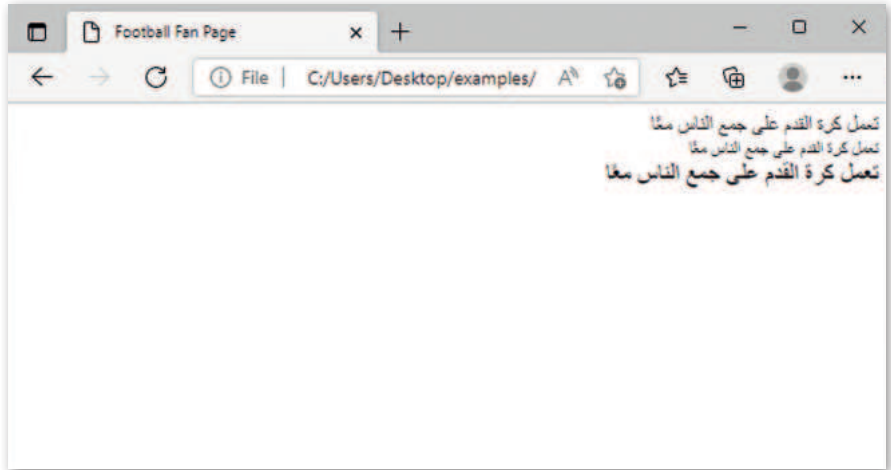 Football Fan Page
File | C:/Users/Desktop/examples/
تعمل كرة القدم على جمع الناس معًا
تعمل كرة القدم على جمع الناس معًا
تعمل كرة القدم على جمع الناس معًا